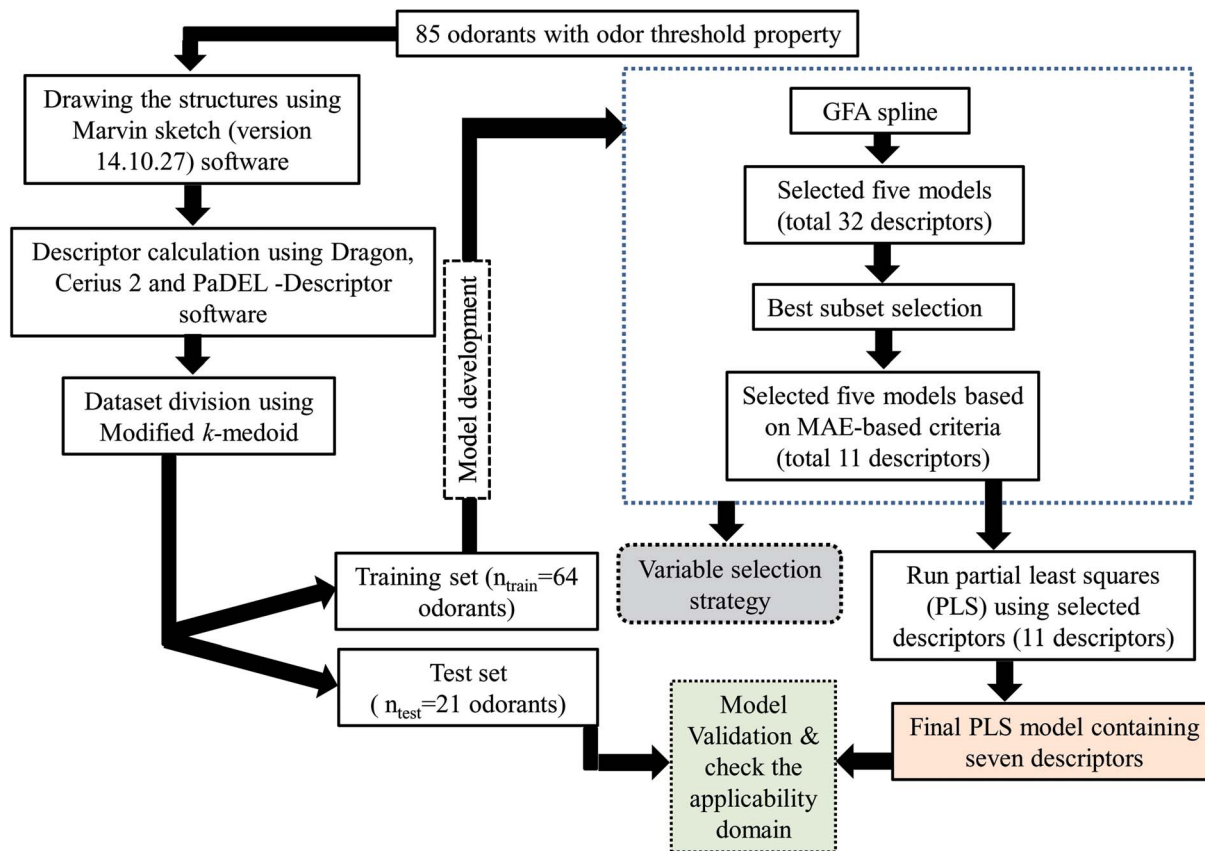 85 odorants with odor threshold property
Drawing the structures using
Marvin sketch (version
14.10.27) software
Descriptor calculation using Dragon,
Cerius 2 and PaDEL -Descriptor
software
Dataset division using
Modified k-medoid
Training set (ntrain=64
odorants)
Test set
( ntest=21 odorants)
Model development
GFA spline
Selected five models
(total 32 descriptors)
Best subset selection
Selected five models based
on MAE-based criteria
(total 11 descriptors)
Variable selection
strategy
Run partial least squares
(PLS) using selected
descriptors (11 descriptors)
Final PLS model containing
seven descriptors
Model
Validation &
check the
applicability
domain